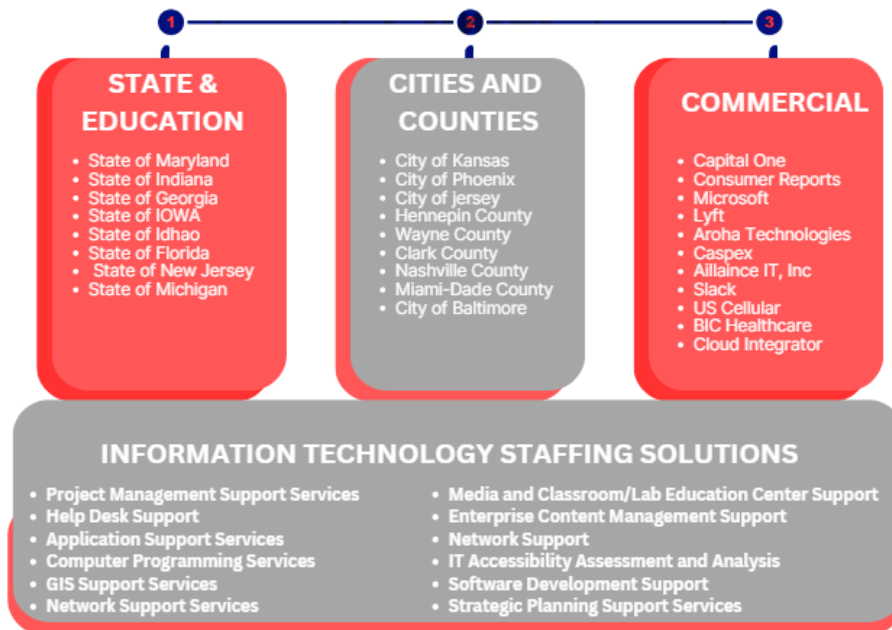 1
2
3
STATE &
EDUCATION
• State of Maryland
• State of Indiana
• State of Georgia
• State of IOWA
• State of Idhao
• State of Florida
• State of New Jersey
• State of Michigan
CITIES AND
COUNTIES
• City of Kansas
• City of Phoenix
• City of jersey
• Hennepin County
• Wayne County
• Clark County
• Nashville County
• Miami-Dade County
• City of Baltimore
COMMERCIAL
• Capital One
• Consumer Reports
• Microsoft
• Lyft
• Aroha Technologies
• Caspex
• Aillaince IT, Inc
• Slack
• US Cellular
• BIC Healthcare
• Cloud Integrator
INFORMATION TECHNOLOGY STAFFING SOLUTIONS
• Project Management Support Services
• Help Desk Support
• Application Support Services
• Computer Programming Services
• GIS Support Services
• Network Support Services
• Media and Classroom/Lab Education Center Support
• Enterprise Content Management Support
• Network Support
• IT Accessibility Assessment and Analysis
• Software Development Support
• Strategic Planning Support Services